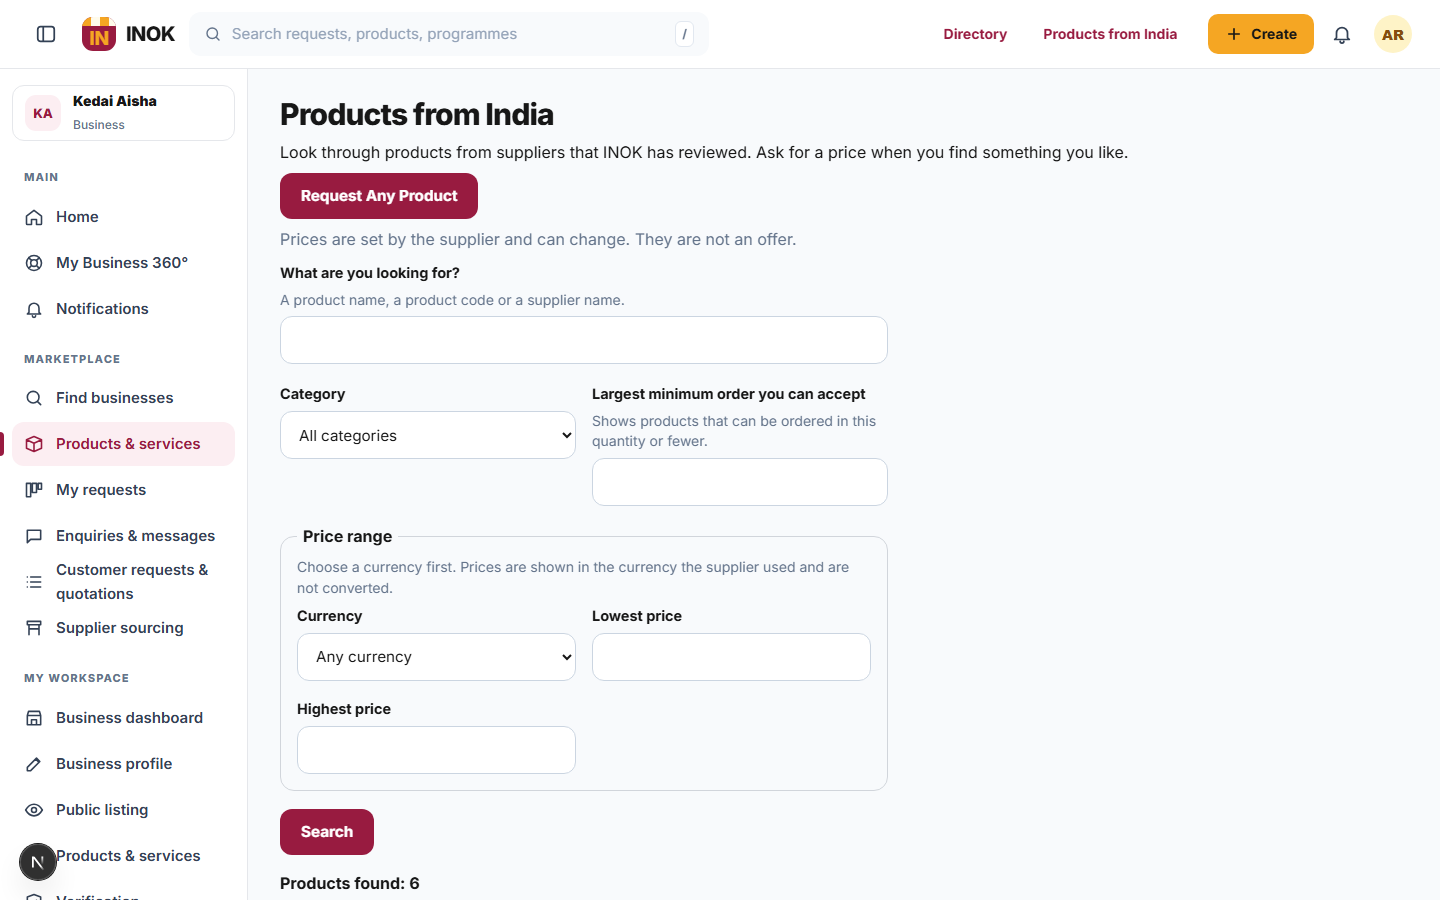 IN INOK
Search requests, products, programmes
/
Directory
Products from India
+ Create
AR
KA
Kedai Aisha
Business
MAIN
Home
My Business 360°
Notifications
MARKETPLACE
Find businesses
Products & services
My requests
Enquiries & messages
Customer requests &
quotations
Supplier sourcing
MY WORKSPACE
Business dashboard
Business profile
Public listing
N
Products & services
Verification
Products from India
Look through products from suppliers that INOK has reviewed. Ask for a price when you find something you like.
Request Any Product
Prices are set by the supplier and can change. They are not an offer.
What are you looking for?
A product name, a product code or a supplier name.
Category
All categories
Largest minimum order you can accept
Shows products that can be ordered in this
quantity or fewer.
Price range
Choose a currency first. Prices are shown in the currency the supplier used and are
not converted.
Currency
Any currency
Lowest price
Highest price
Search
Products found: 6